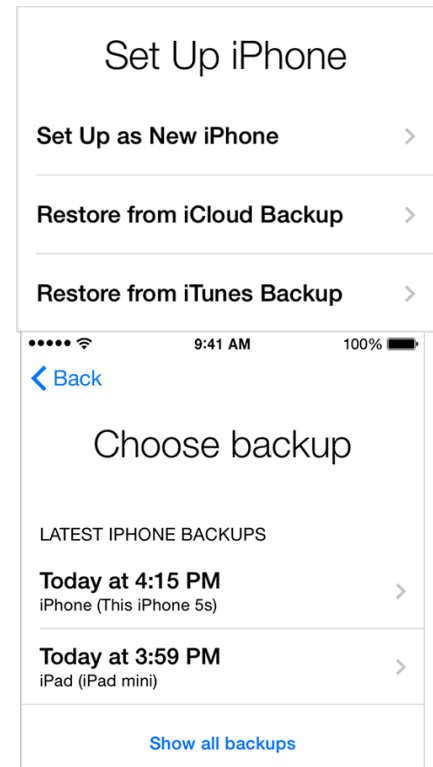 Set Up iPhone
Set Up as New iPhone
Restore from iCloud Backup
Restore from iTunes Backup
9:41 AM 100%
Back
Choose backup
LATEST IPHONE BACKUPS
Today at 4:15 PM
iPhone (This iPhone 5s)
Today at 3:59 PM
iPad (iPad mini)
Show all backups